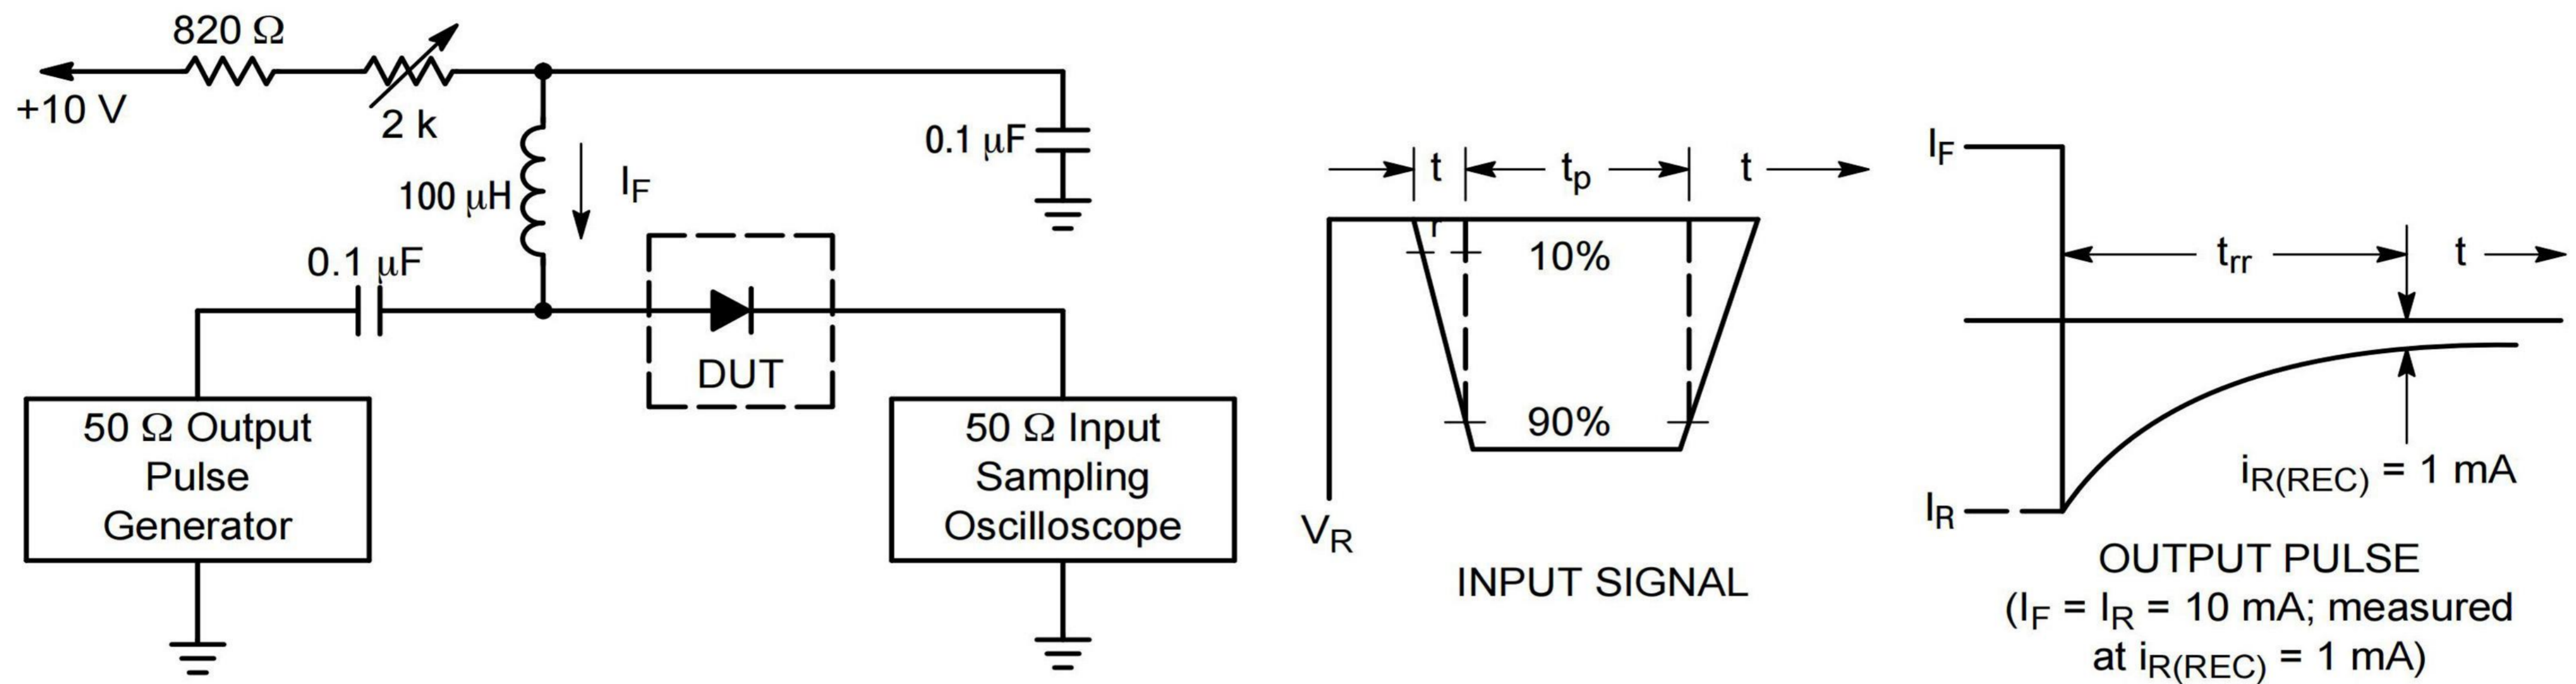 820 Ω
+10 V
2 k
100 μH
I_F
0.1 μF
0.1 μF
DUT
50 Ω Output
Pulse
Generator
50 Ω Input
Sampling
Oscilloscope
t
r
t_p
t
10%
90%
V_R
INPUT SIGNAL
I_F
t_rr
t
I_R
i_R(REC) = 1 mA
OUTPUT PULSE
(I_F = I_R = 10 mA; measured
at i_R(REC) = 1 mA)